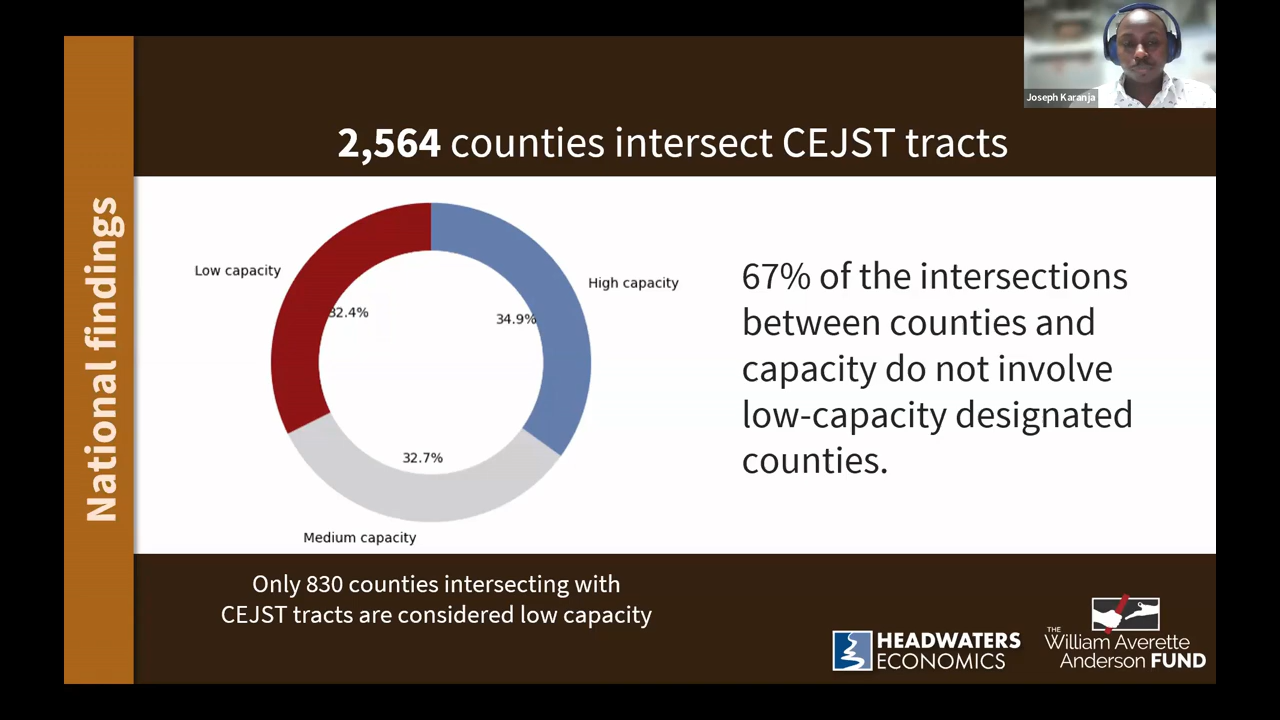 Joseph Karanja
2,564 counties intersect CEJST tracts
National findings
Low capacity
High capacity
32.4%
34.9%
32.7%
Medium capacity
67% of the intersections
between counties and
capacity do not involve
low-capacity designated
counties.
Only 830 counties intersecting with
CEJST tracts are considered low capacity
HEADWATERS
ECONOMICS
THE
William Averette
Anderson FUND